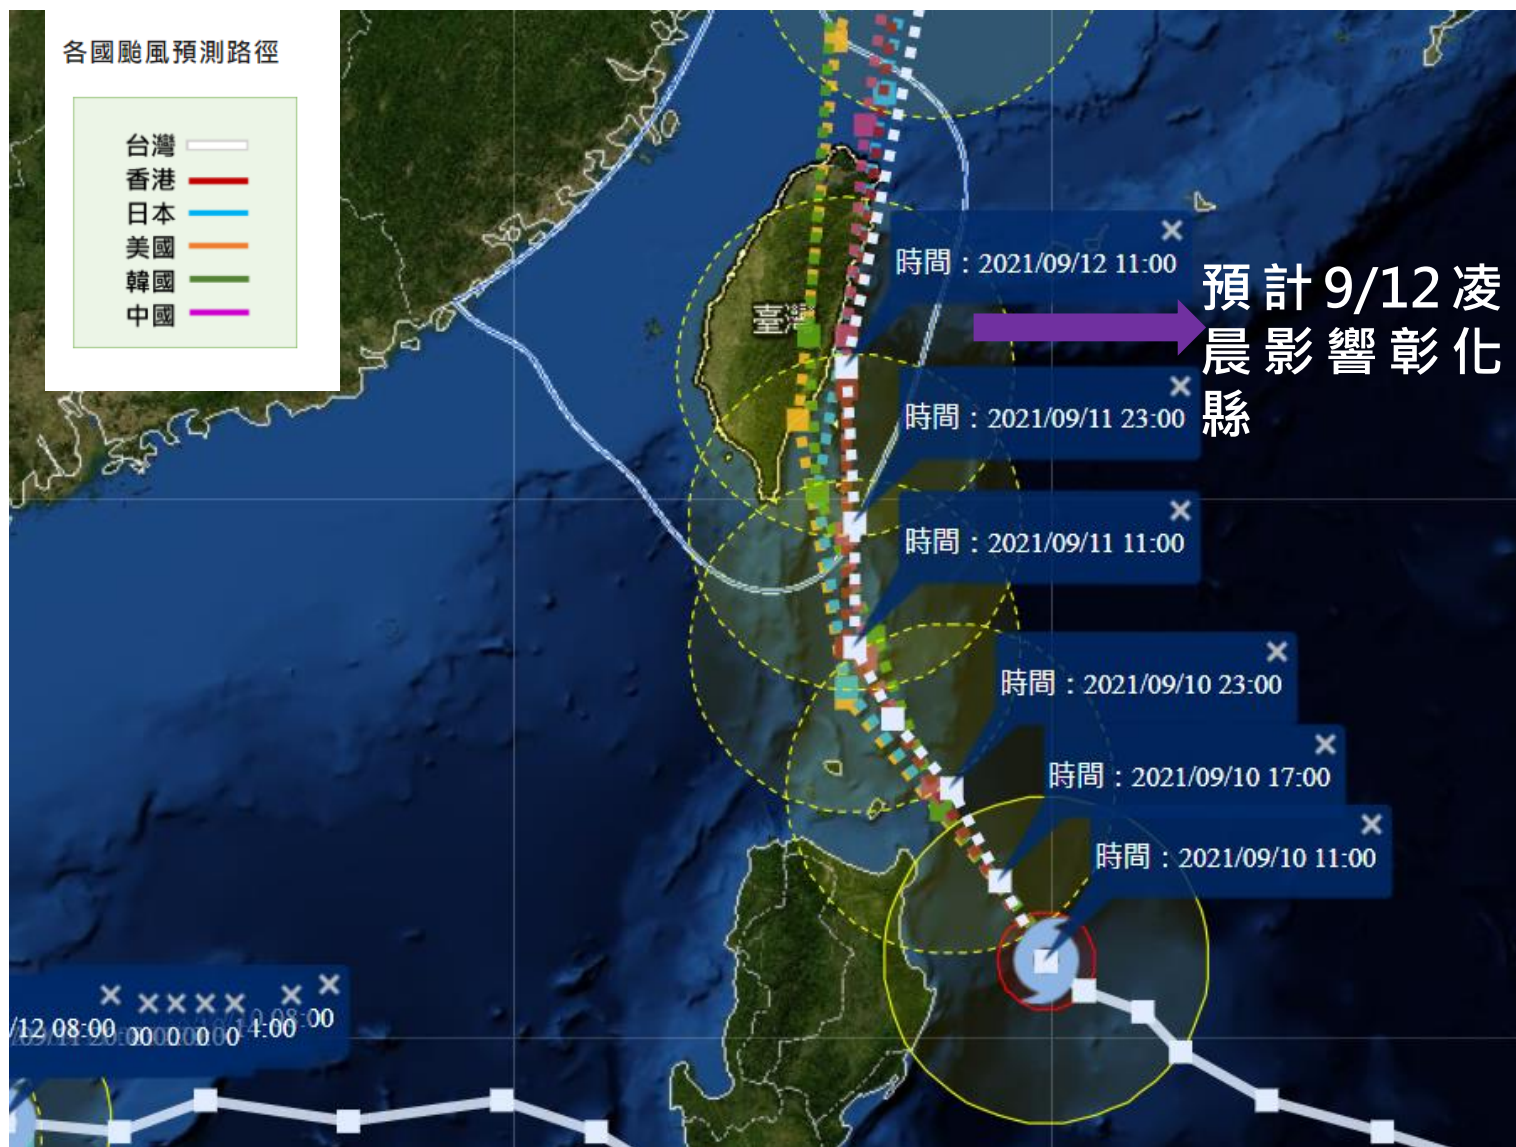 各國颱風預測路徑
台灣
香港
日本
美國
韓國
中國
臺灣
時間：2021/09/12 11:00
預計9/12凌
晨影響彰化
縣
時間：2021/09/11 23:00
時間：2021/09/11 11:00
時間：2021/09/10 23:00
時間：2021/09/10 17:00
時間：2021/09/10 11:00
/12 08:00